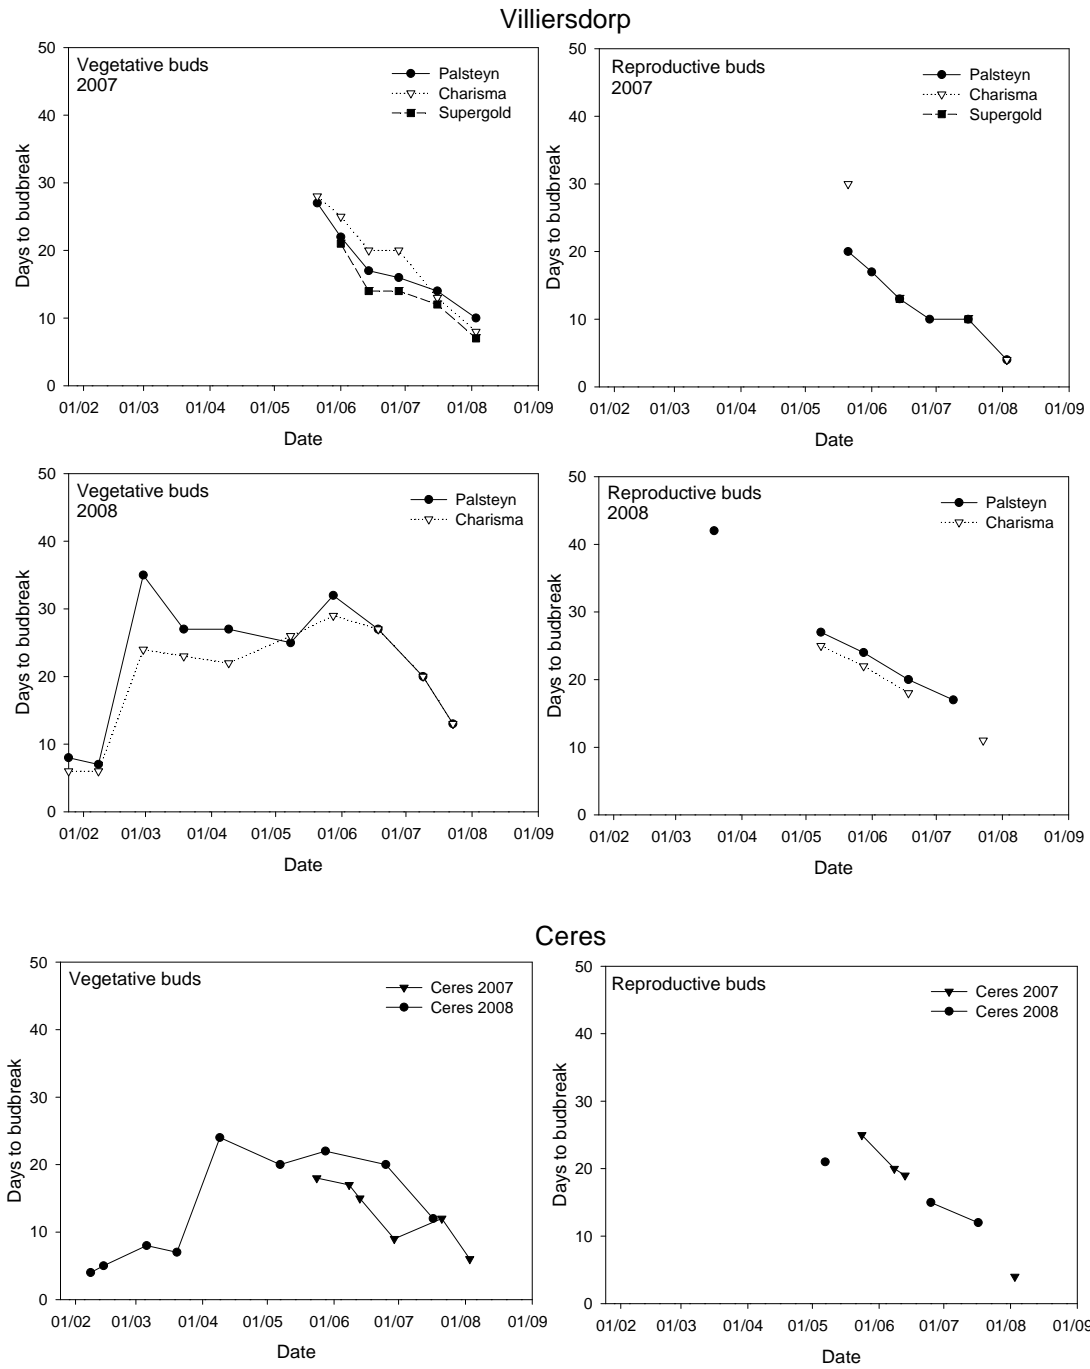 Villiersdorp
Vegetative buds
2007
Palsteyn
Charisma
Supergold
50
40
30
20
10
0
Days to budbreak
01/02 01/03 01/04 01/05 01/06 01/07 01/08 01/09
Date
Reproductive buds
2007
Palsteyn
Charisma
Supergold
50
40
30
20
10
0
Days to budbreak
01/02 01/03 01/04 01/05 01/06 01/07 01/08 01/09
Date
Vegetative buds
2008
Palsteyn
Charisma
50
40
30
20
10
0
Days to budbreak
01/02 01/03 01/04 01/05 01/06 01/07 01/08 01/09
Date
Reproductive buds
2008
Palsteyn
Charisma
50
40
30
20
10
0
Days to budbreak
01/02 01/03 01/04 01/05 01/06 01/07 01/08 01/09
Date
Ceres
Vegetative buds
Ceres 2007
Ceres 2008
50
40
30
20
10
0
Days to budbreak
01/02 01/03 01/04 01/05 01/06 01/07 01/08 01/09
Date
Reproductive buds
Ceres 2007
Ceres 2008
50
40
30
20
10
0
Days to budbreak
01/02 01/03 01/04 01/05 01/06 01/07 01/08 01/09
Date